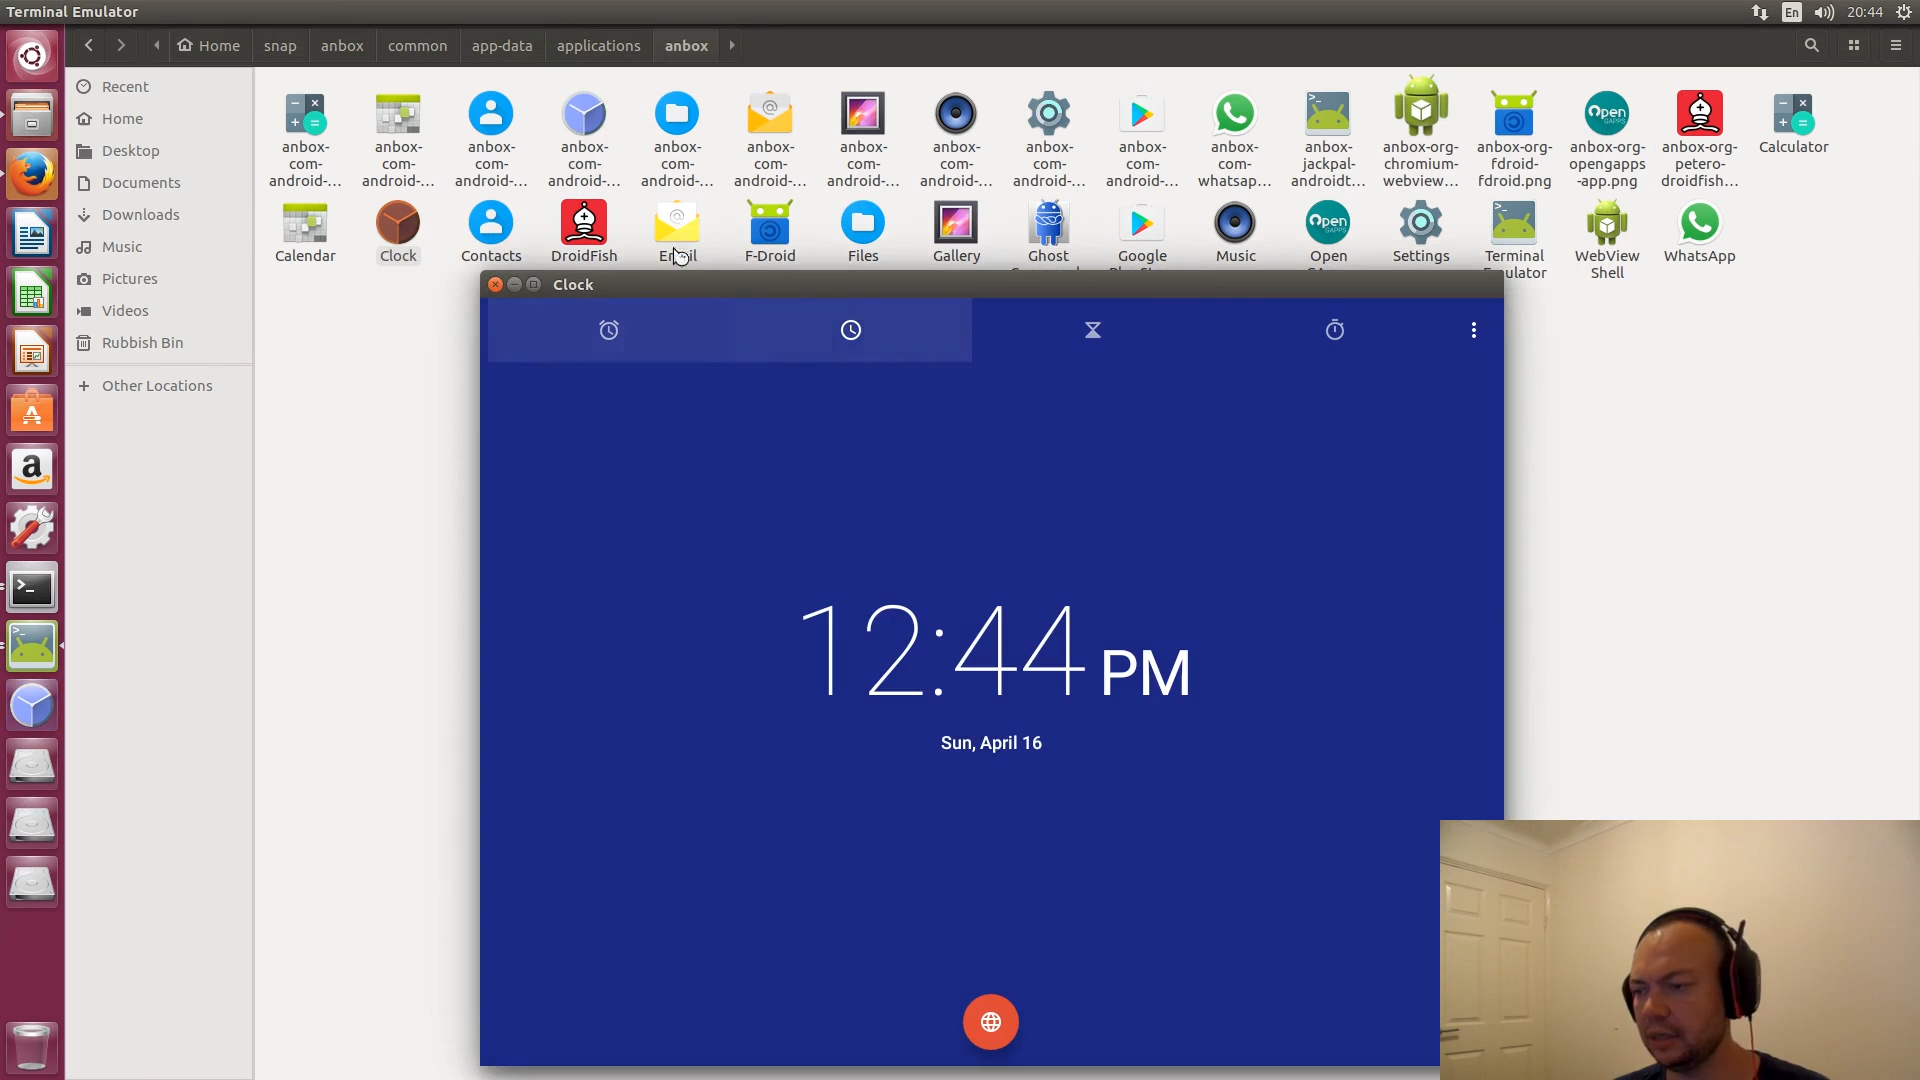 Terminal Emulator
En
20:44
Home snap anbox common app-data applications anbox
Recent
Home
Desktop
Documents
Downloads
Music
Pictures
Videos
Rubbish Bin
Other Locations
anbox-
com-
android-...
anbox-
com-
android-...
anbox-
com-
android-...
anbox-
com-
android-...
anbox-
com-
android-...
anbox-
com-
android-...
anbox-
com-
android-...
anbox-
com-
android-...
anbox-
com-
android-...
anbox-
com-
android-...
anbox-
com-
whatsap...
anbox-
jackpal-
androidt...
anbox-org-
chromium-
webview...
anbox-org-
fdroid-
fdroid.png
Open
GAPPS
anbox-org-
opengapps
-app.png
anbox-org-
petero-
droidfish...
Calculator
Calendar
Clock
Contacts
DroidFish
F-Droid
Files
Gallery
Ghost
Google
Music
Open
Open
Settings
Terminal
WebView
Shell
WhatsApp
Clock
12:44 PM
Sun, April 16